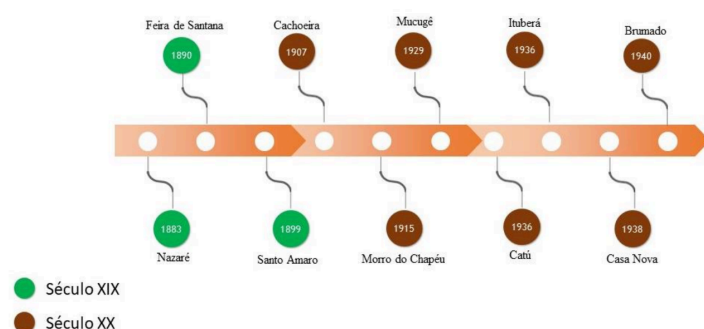 Feira de Santana
Cachoeira
Mucugê
Ituberá
Brumado
1890
1907
1929
1936
1940
1883
1899
1915
1936
1938
Nazaré
Santo Amaro
Morro do Chapéu
Catú
Casa Nova
Século XIX
Século XX